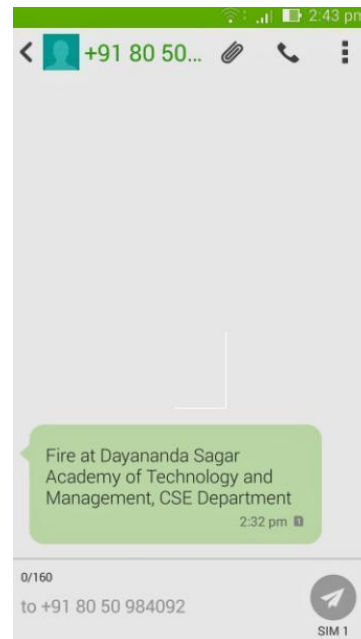 2:43 pm
+91 80 50...
Fire at Dayananda Sagar
Academy of Technology and
Management, CSE Department
2:32 pm 1
0/160
to +91 80 50 984092
SIM 1